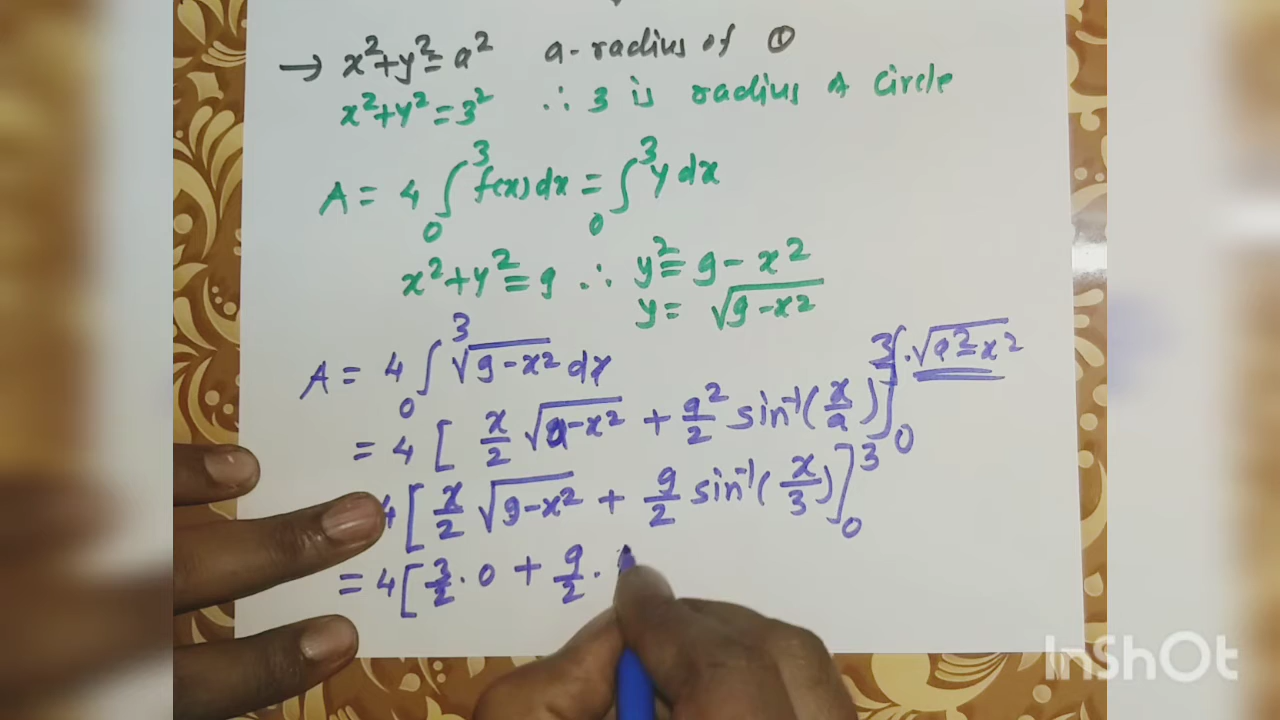 → x²+y²=a² a-radius of ①
x²+y²=3² ∴ 3 is radius of circle
A = 4 ∫₀³ f(x)dx = ∫₀³ y dx
x²+y²=9 ∴ y²= 9-x²
y= √(9-x²)
A = 4 ∫₀³ √(9-x²) dx
∫.√(a²-x²)
= 4 [ x/2 √(a-x²) + a²/2 sin⁻¹(x/a) ]₀³
4 [ x/2 √(9-x²) + 9/2 sin⁻¹(x/3) ]₀³
= 4 [ 3/2 . 0 + 9/2 .
InShOt